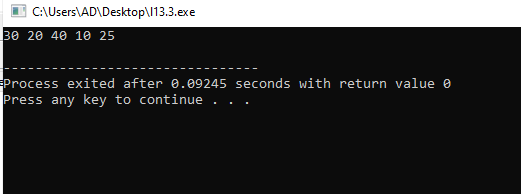 C:\Users\AD\Desktop\l13.3.exe
30 20 40 10 25
--------------------------------
Process exited after 0.09245 seconds with return value 0
Press any key to continue . . .